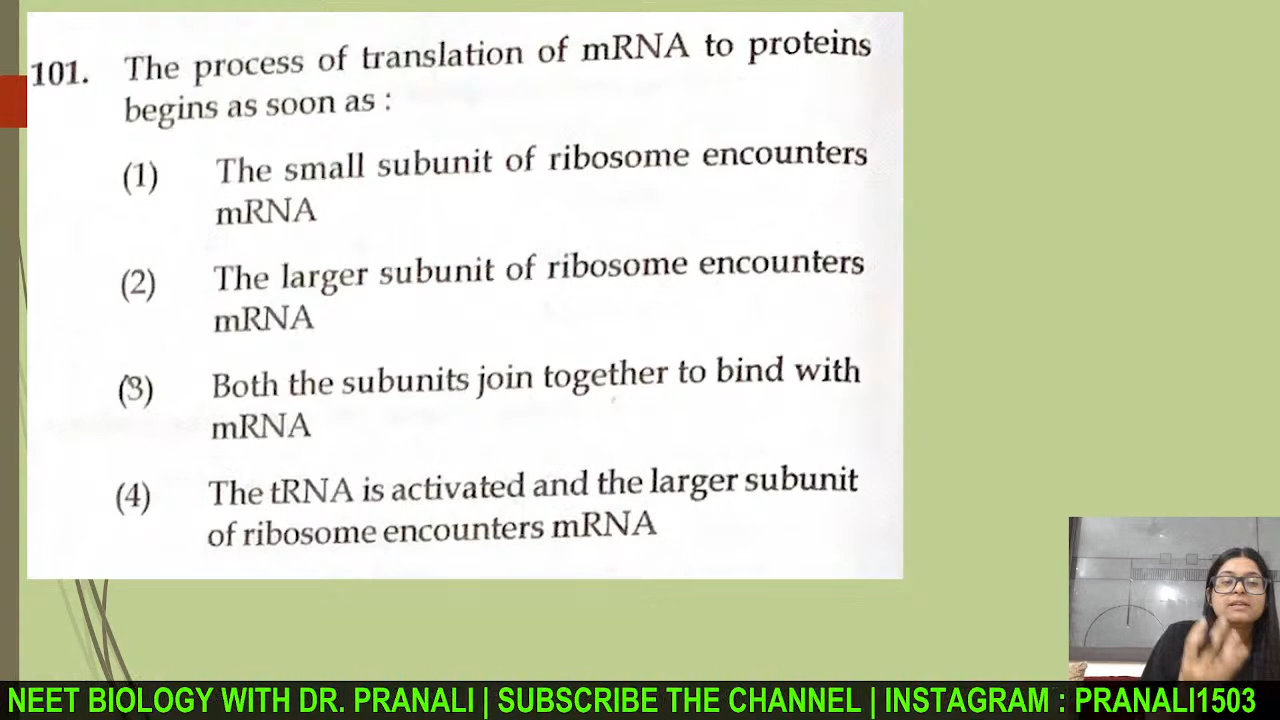 101. The process of translation of mRNA to proteins
begins as soon as :
(1) The small subunit of ribosome encounters
mRNA
(2) The larger subunit of ribosome encounters
mRNA
(3) Both the subunits join together to bind with
mRNA
(4) The tRNA is activated and the larger subunit
of ribosome encounters mRNA
NEET BIOLOGY WITH DR. PRANALI | SUBSCRIBE THE CHANNEL | INSTAGRAM : PRANALI1503